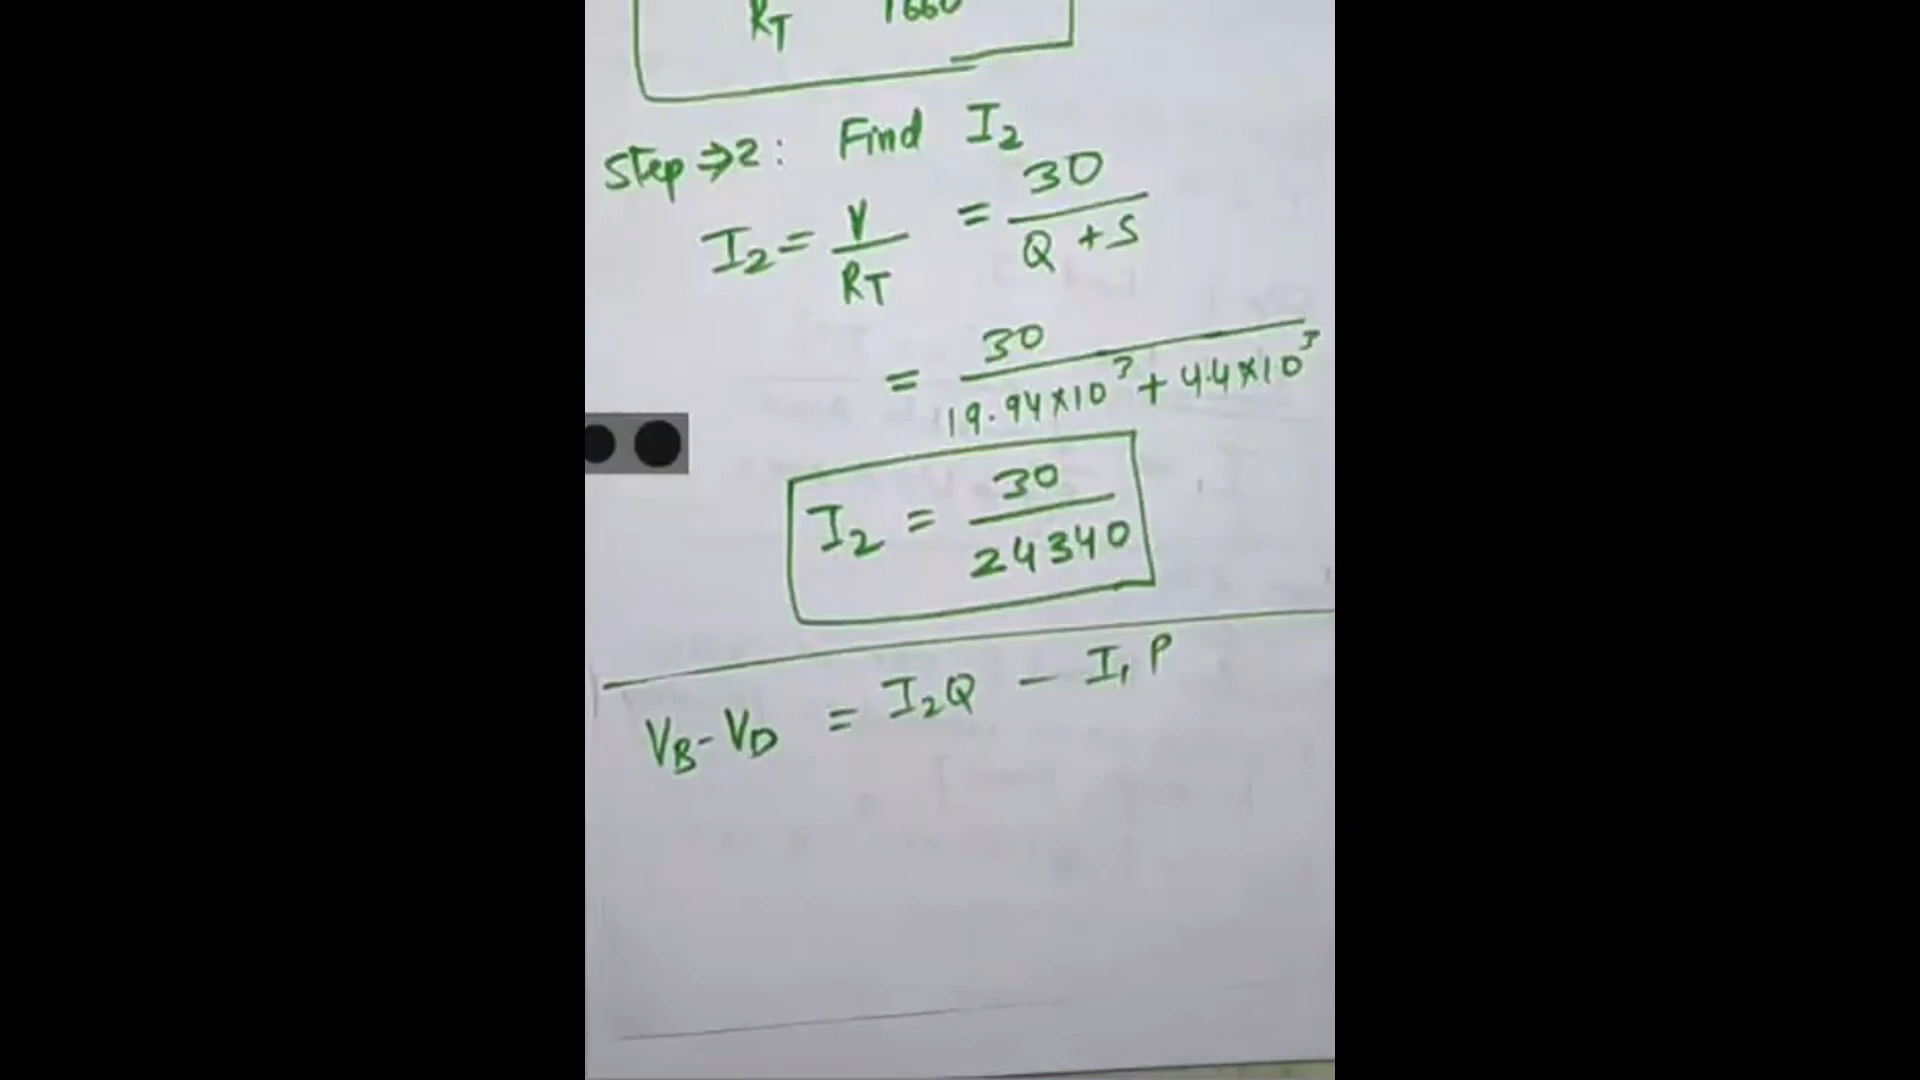 RT 1660
Step ⇒ 2: Find I2
I2 = V/RT = 30/Q + S
= 30/19.94×10³ + 4.4×10³
I2 = 30/24340
VB - VD = I2Q - I1P